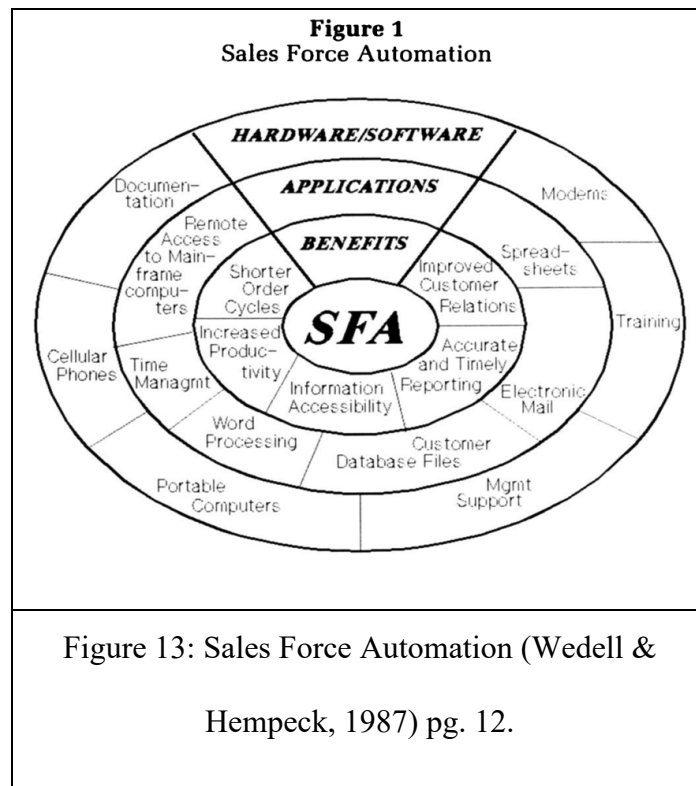 Figure 1
Sales Force Automation
HARDWARE/SOFTWARE
APPLICATIONS
BENEFITS
SFA
Documen-
tation
Modems
Remote
Access
to Main-
frame
compu-
ters
Spread-
sheets
Shorter
Order
Cycles
Improved
Customer
Relations
Training
Cellular
Phones
Time
Managmt
Increased
Produc-
tivity
Accurate
and Timely
Reporting
Information
Accessibility
Electronic
Mail
Word
Processing
Customer
Database Files
Portable
Computers
Mgmt
Support
Figure 13: Sales Force Automation (Wedell &
Hempeck, 1987) pg. 12.